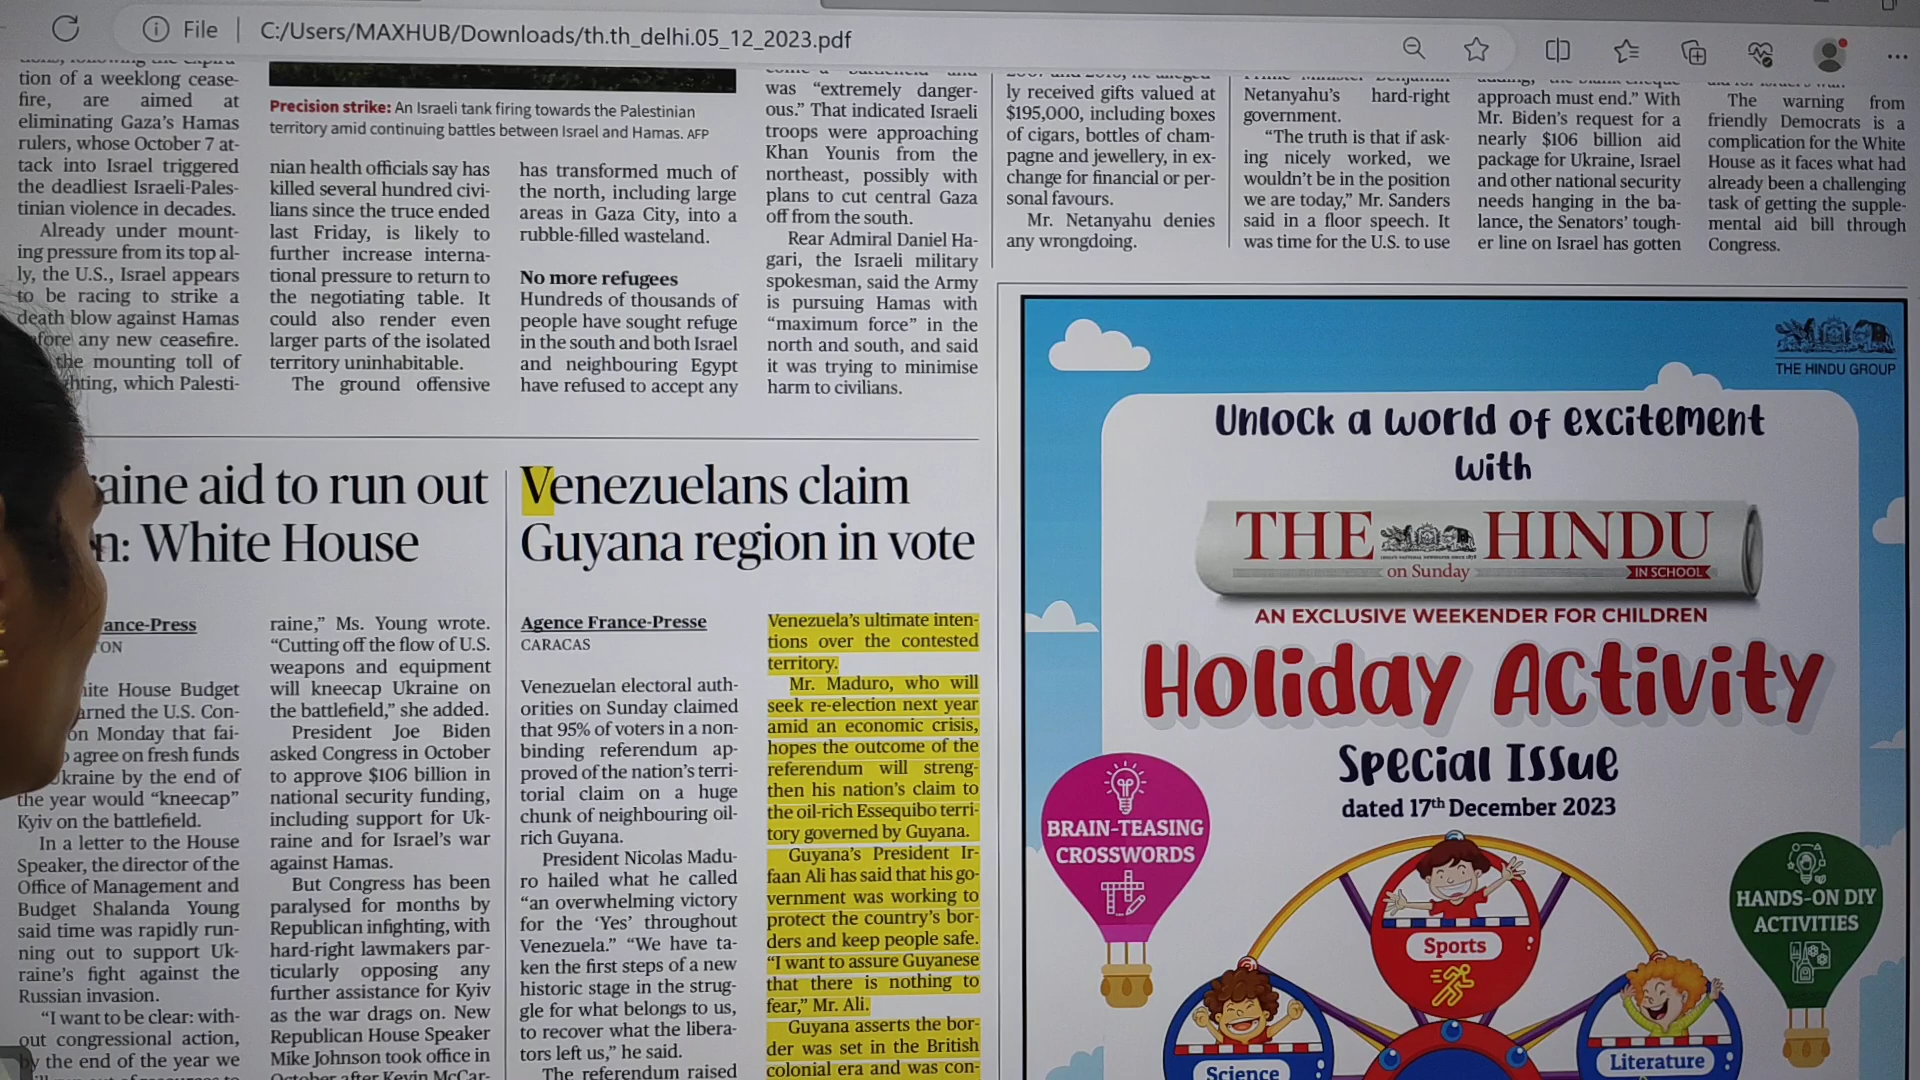 File
C:/Users/MAXHUB/Downloads/th.th_delhi.05_12_2023.pdf
tion of a weeklong cease-
fire, are aimed at
eliminating Gaza's Hamas
rulers, whose October 7 at-
tack into Israel triggered
the deadliest Israeli-Pales-
tinian violence in decades.
Already under mount-
ing pressure from its top al-
ly, the U.S., Israel appears
to be racing to strike a
death blow against Hamas
fore any new ceasefire.
the mounting toll of
hting, which Palesti-
Precision strike: An Israeli tank firing towards the Palestinian
territory amid continuing battles between Israel and Hamas. AFP
nian health officials say has
killed several hundred civi-
lians since the truce ended
last Friday, is likely to
further increase interna-
tional pressure to return to
the negotiating table. It
could also render even
larger parts of the isolated
territory uninhabitable.
The ground offensive
has transformed much of
the north, including large
areas in Gaza City, into a
rubble-filled wasteland.
No more refugees
Hundreds of thousands of
people have sought refuge
in the south and both Israel
and neighbouring Egypt
have refused to accept any
was "extremely danger-
ous." That indicated Israeli
troops were approaching
Khan Younis from the
northeast, possibly with
plans to cut central Gaza
off from the south.
Rear Admiral Daniel Ha-
gari, the Israeli military
spokesman, said the Army
is pursuing Hamas with
"maximum force" in the
north and south, and said
it was trying to minimise
harm to civilians.
ly received gifts valued at
$195,000, including boxes
of cigars, bottles of cham-
pagne and jewellery, in ex-
change for financial or per-
sonal favours.
Mr. Netanyahu denies
any wrongdoing.
Netanyahu's hard-right
government.
"The truth is that if ask-
ing nicely worked, we
wouldn't be in the position
we are today," Mr. Sanders
said in a floor speech. It
was time for the U.S. to use
approach must end." With
Mr. Biden's request for a
nearly $106 billion aid
package for Ukraine, Israel
and other national security
needs hanging in the ba-
lance, the Senators' tough-
er line on Israel has gotten
The warning from
friendly Democrats is a
complication for the White
House as it faces what had
already been a challenging
task of getting the supple-
mental aid bill through
Congress.
raine aid to run out
n: White House
ance-Press
TON
hite House Budget
arned the U.S. Con-
on Monday that fai-
o agree on fresh funds
kraine by the end of
the year would "kneecap"
Kyiv on the battlefield.
In a letter to the House
Speaker, the director of the
Office of Management and
Budget Shalanda Young
said time was rapidly run-
ning out to support Uk-
raine's fight against the
Russian invasion.
"I want to be clear: with-
out congressional action,
by the end of the year we
raine," Ms. Young wrote.
"Cutting off the flow of U.S.
weapons and equipment
will kneecap Ukraine on
the battlefield," she added.
President Joe Biden
asked Congress in October
to approve $106 billion in
national security funding,
including support for Uk-
raine and for Israel's war
against Hamas.
But Congress has been
paralysed for months by
Republican infighting, with
hard-right lawmakers par-
ticularly opposing any
further assistance for Kyiv
as the war drags on. New
Republican House Speaker
Mike Johnson took office in
October after Kevin McCar-
Venezuelans claim
Guyana region in vote
Agence France-Presse
CARACAS
Venezuelan electoral auth-
orities on Sunday claimed
that 95% of voters in a non-
binding referendum ap-
proved of the nation's terri-
torial claim on a huge
chunk of neighbouring oil-
rich Guyana.
President Nicolas Madu-
ro hailed what he called
"an overwhelming victory
for the 'Yes' throughout
Venezuela." "We have ta-
ken the first steps of a new
historic stage in the strug-
gle for what belongs to us,
to recover what the libera-
tors left us," he said.
The referendum raised
Venezuela's ultimate inten-
tions over the contested
territory.
Mr. Maduro, who will
seek re-election next year
amid an economic crisis,
hopes the outcome of the
referendum will streng-
then his nation's claim to
the oil-rich Essequibo terri-
tory governed by Guyana.
Guyana's President Ir-
faan Ali has said that his go-
vernment was working to
protect the country's bor-
ders and keep people safe.
"I want to assure Guyanese
that there is nothing to
fear," Mr. Ali.
Guyana asserts the bor-
der was set in the British
colonial era and was con-
THE HINDU GROUP
Unlock a world of excitement
with
THE HINDU
on Sunday
IN SCHOOL
AN EXCLUSIVE WEEKENDER FOR CHILDREN
Holiday Activity
Special Issue
dated 17th December 2023
BRAIN-TEASING
CROSSWORDS
HANDS-ON DIY
ACTIVITIES
Sports
Science
Literature